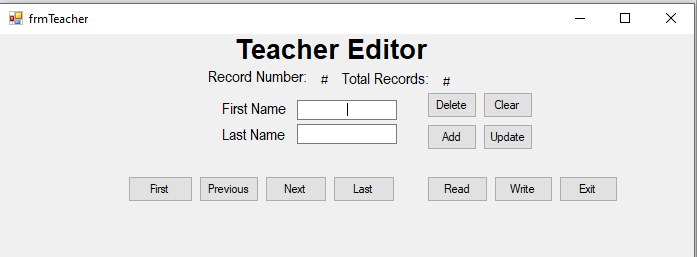 frmTeacher
Teacher Editor
Record Number: # Total Records: #
First Name Delete Clear
Last Name Add Update
First Previous Next Last Read Write Exit